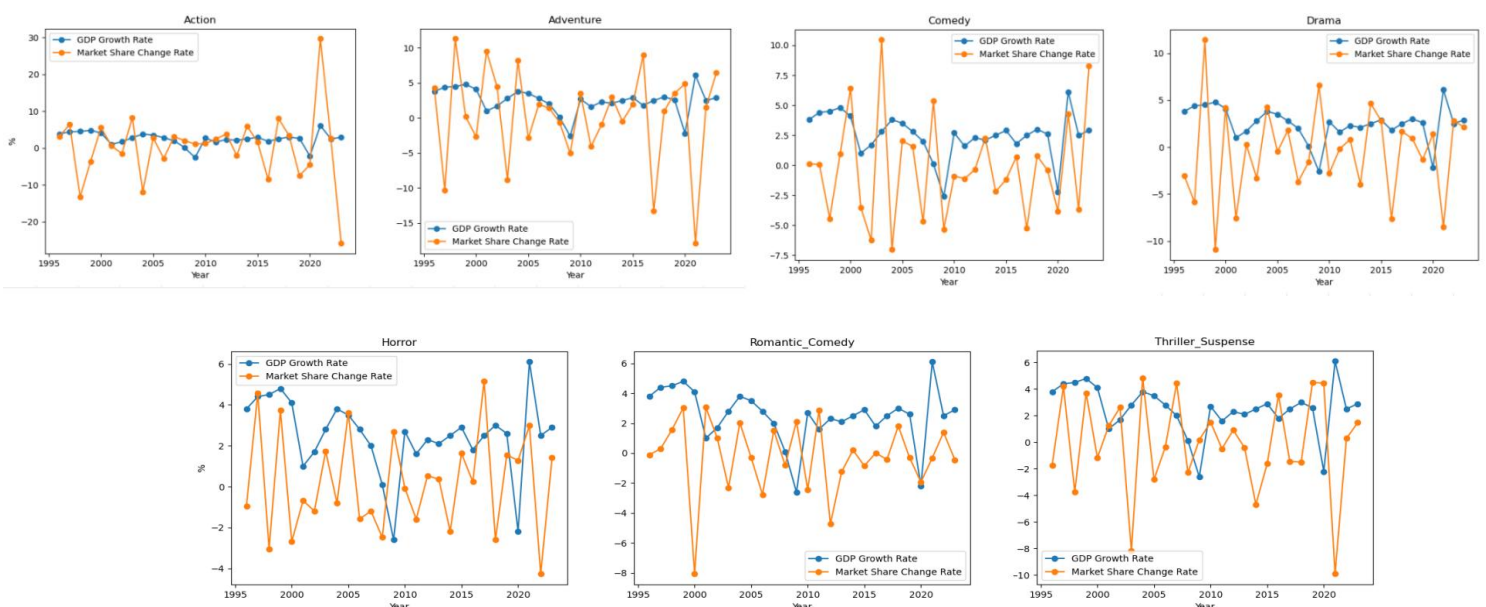 Action
GDP Growth Rate
Market Share Change Rate
30
20
10
0
−10
−20
%
1995 2000 2005 2010 2015 2020
Year
Adventure
10
5
0
−5
−10
−15
GDP Growth Rate
Market Share Change Rate
1995 2000 2005 2010 2015 2020
Year
Comedy
GDP Growth Rate
Market Share Change Rate
10.0
7.5
5.0
2.5
0.0
−2.5
−5.0
−7.5
1995 2000 2005 2010 2015 2020
Year
Drama
GDP Growth Rate
Market Share Change Rate
10
5
0
−5
−10
1995 2000 2005 2010 2015 2020
Year
Horror
GDP Growth Rate
Market Share Change Rate
6
4
2
0
−2
−4
%
1995 2000 2005 2010 2015 2020
Year
Romantic_Comedy
6
4
2
0
−2
−4
−6
−8
GDP Growth Rate
Market Share Change Rate
1995 2000 2005 2010 2015 2020
Year
Thriller_Suspense
6
4
2
0
−2
−4
−6
−8
−10
GDP Growth Rate
Market Share Change Rate
1995 2000 2005 2010 2015 2020
Year